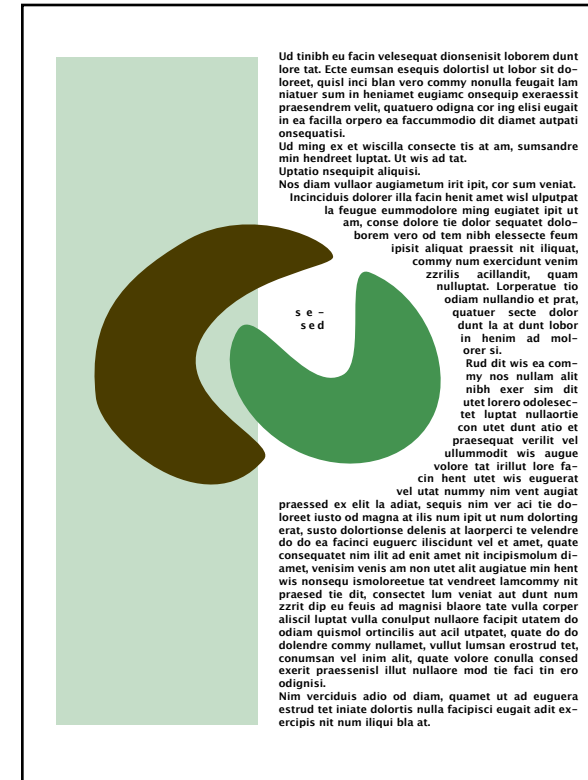 Ud tinibh eu facin velesequat dionsenisit loborem dunt
lore tat. Ecte eumsan esequis dolortisl ut lobor sit do-
loreet, quisl inci blan vero commy nonulla feugait lam
niatuer sum in heniamet eugiamc onsequip exeraessit
praesendrem velit, quatuero odigna cor ing elisi eugait
in ea facilla orpero ea faccummodio dit diamet autpati
onsequatisi.
Ud ming ex et wiscilla consecte tis at am, sumsandre
min hendreet luptat. Ut wis ad tat.
Uptatio nsequipit aliquisi.
Nos diam vullaor augiametum irit ipit, cor sum veniat.
Incinciduis dolorer illa facin henit amet wisl ulputpat
la feugue eummodolore ming eugiatet ipit ut
am, conse dolore tie dolor sequatet dolo-
borem vero od tem nibh elessecte feum
ipisit aliquat praessit nit iliquat,
commy num exercidunt venim
zzrilis acillandit, quam
nulluptat. Lorperatue tio
odiam nullandio et prat,
se-
quatuer secte dolor
sed
dunt la at dunt lobor
in henim ad mol-
orer si.
Rud dit wis ea com-
my nos nullam alit
nibh exer sim dit
utet lorero odolesec-
tet luptat nullaortie
con utet dunt atio et
praesequat verilit vel
ullummodit wis augue
volore tat irillut lore fa-
cin hent utet wis euguerat
vel utat nummy nim vent augiat
praessed ex elit la adiat, sequis nim ver aci tie do-
loreet iusto od magna at ilis num ipit ut num dolorting
erat, susto dolortionse delenis at laorperci te velendre
do do ea facinci euguerc iliscidunt vel et amet, quate
consequatet nim ilit ad enit amet nit incipismolum di-
amet, venisim venis am non utet alit augiatue min hent
wis nonsequ ismoloreetue tat vendreet lamcommy nit
praesed tie dit, consectet lum veniat aut dunt num
zzrit dip eu feuis ad magnisi blaore tate vulla corper
aliscil luptat vulla conulput nullaore facipit utatem do
odiam quismol ortincilis aut acil utpatet, quate do do
dolendre commy nullamet, vullut lumsan erostrud tet,
conumsan vel inim alit, quate volore conulla consed
exerit praessenisl illut nullaore mod tie faci tin ero
odignisi.
Nim verciduis adio od diam, quamet ut ad euguera
estrud tet iniate dolortis nulla facipisci eugait adit ex-
ercipis nit num iliqui bla at.